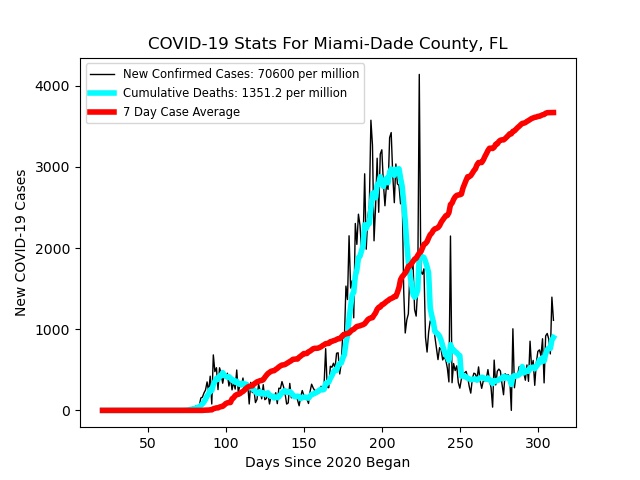 COVID-19 Stats For Miami-Dade County, FL
New Confirmed Cases: 70600 per million
Cumulative Deaths: 1351.2 per million
7 Day Case Average
New COVID-19 Cases
4000
3000
2000
1000
0
50 100 150 200 250 300
Days Since 2020 Began